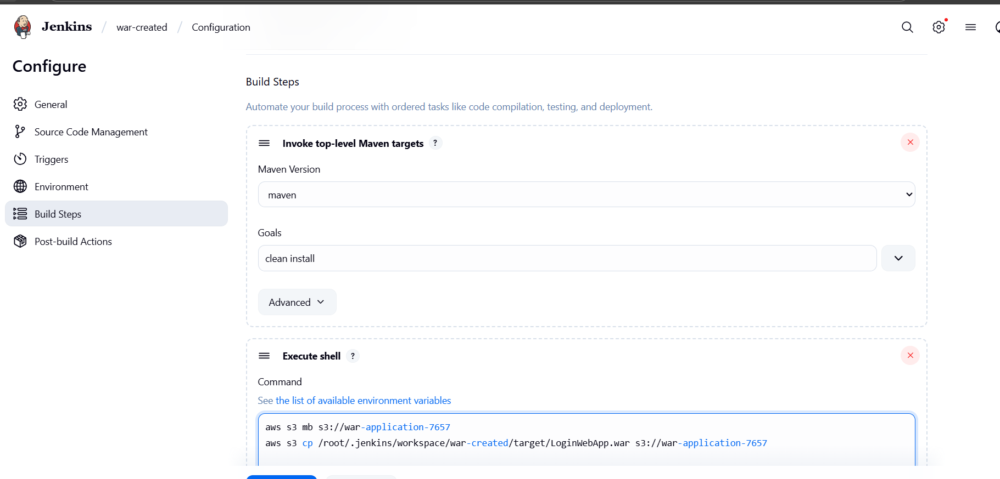 Jenkins / war-created / Configuration
Configure
General
Source Code Management
Triggers
Environment
Build Steps
Post-build Actions
Build Steps
Automate your build process with ordered tasks like code compilation, testing, and deployment.
Invoke top-level Maven targets ?
Maven Version
maven
Goals
clean install
Advanced
Execute shell ?
Command
See the list of available environment variables
aws s3 mb s3://war-application-7657
aws s3 cp /root/.jenkins/workspace/war-created/target/LoginWebApp.war s3://war-application-7657